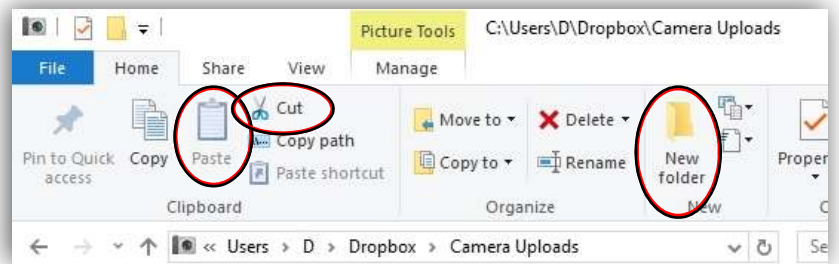 Picture Tools C:\Users\D\Dropbox\Camera Uploads
File Home Share View Manage
Pin to Quick access
Copy
Paste
Cut
Copy path
Paste shortcut
Move to
Copy to
Delete
Rename
New folder
Clipboard Organize New
« Users > D > Dropbox > Camera Uploads